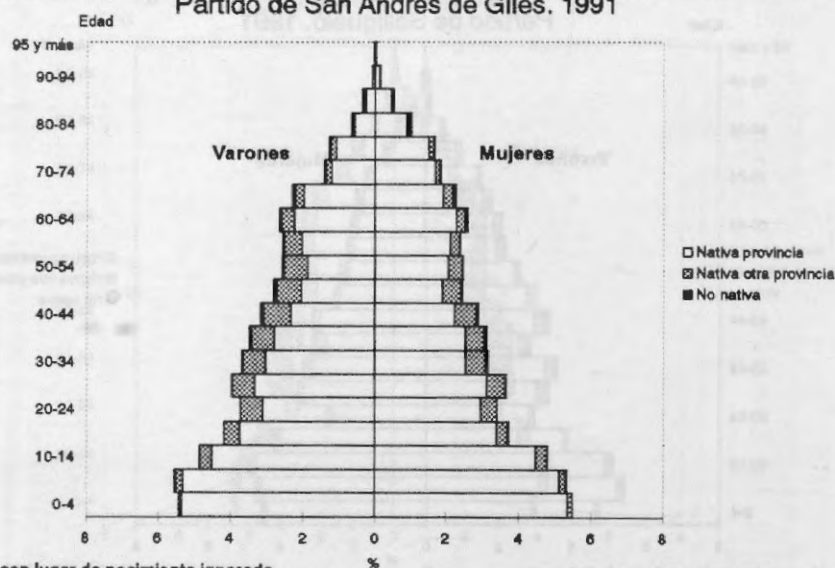 Partido de San Andrés de Giles, 1991
Edad
95 y más
90-94
80-84
Varones
Mujeres
70-74
60-64
Nativa provincia
50-54
Nativa otra provincia
No nativa
40-44
30-34
20-24
10-14
0-4
8 6 4 2 0 2 4 6 8
%
con lugar de nacimiento ignorado